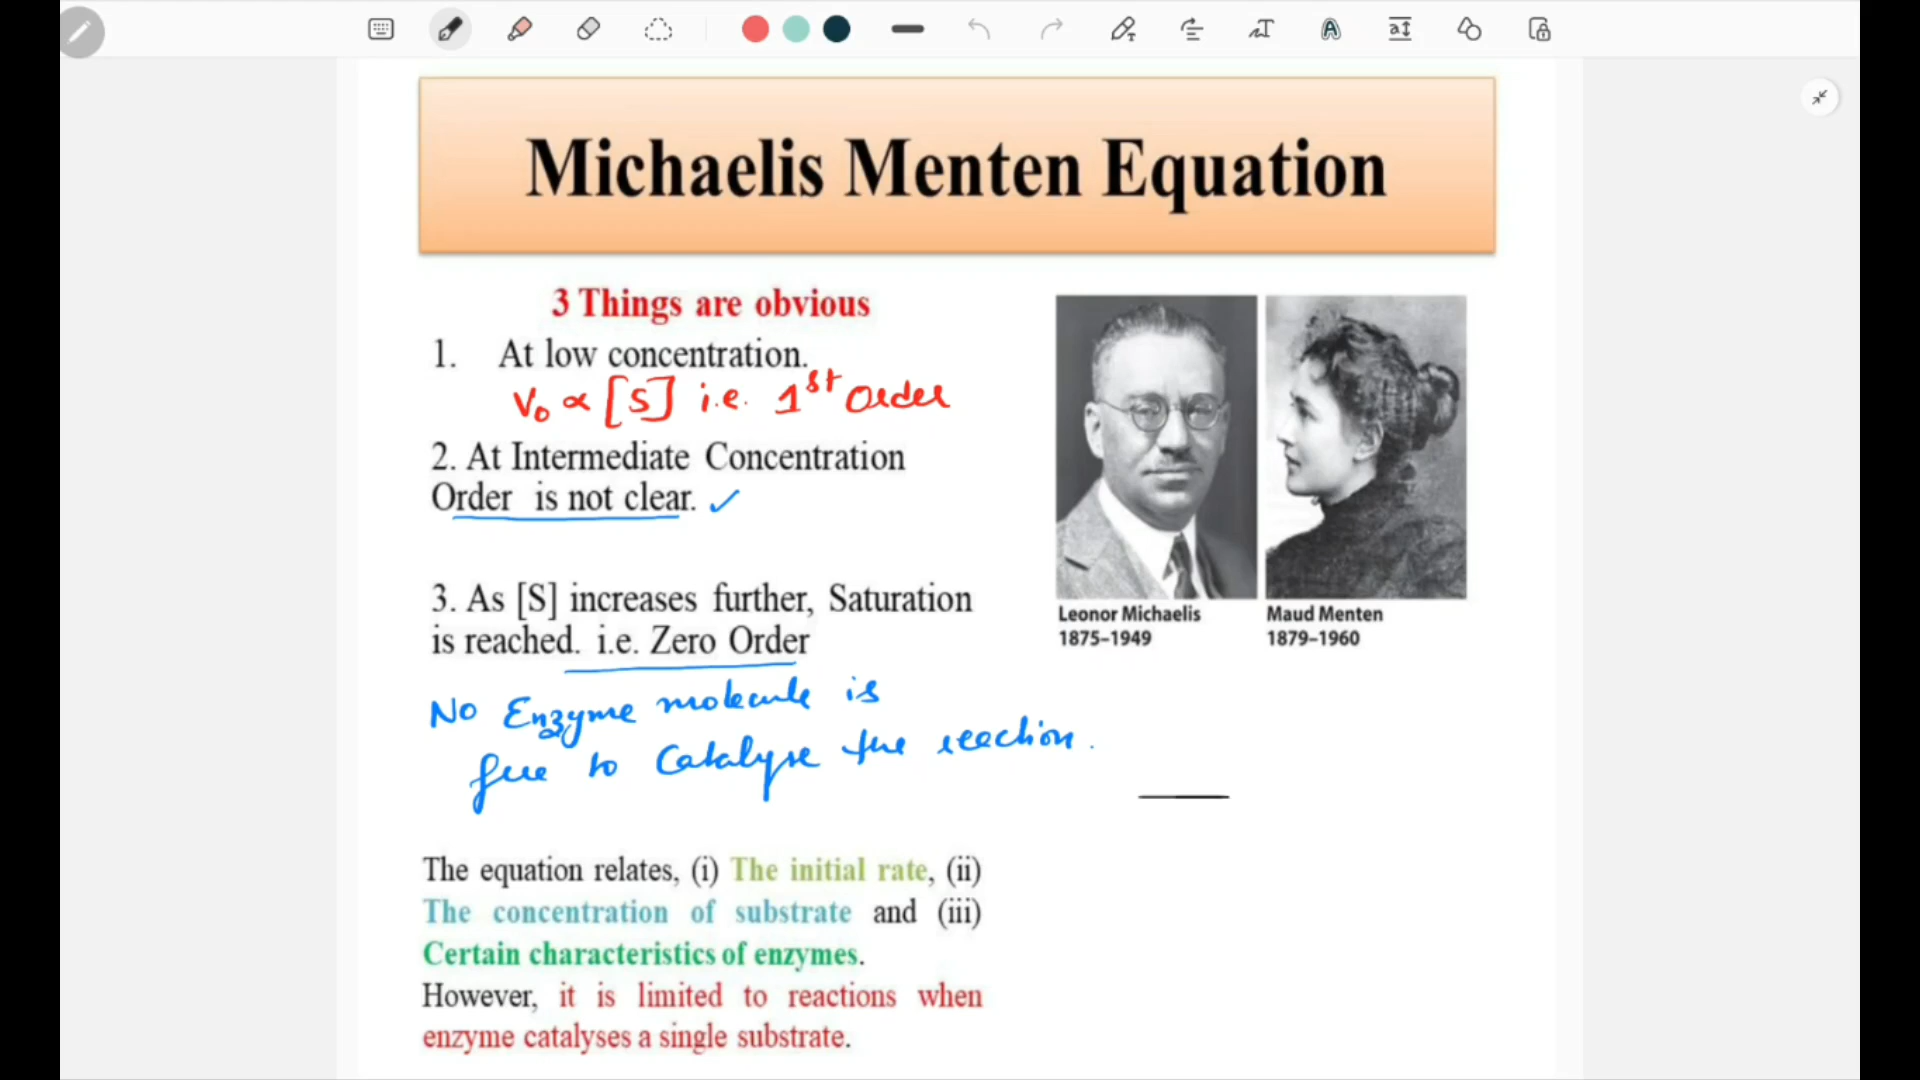 Michaelis Menten Equation
3 Things are obvious
1. At low concentration.
V₀ ∝ [S] i.e. 1st Order
2. At Intermediate Concentration
Order is not clear. ✓
3. As [S] increases further, Saturation
is reached. i.e. Zero Order
No Enzyme molecule is
free to Catalyse the reaction.
Leonor Michaelis
1875–1949
Maud Menten
1879–1960
The equation relates, (i) The initial rate, (ii)
The concentration of substrate and (iii)
Certain characteristics of enzymes.
However, it is limited to reactions when
enzyme catalyses a single substrate.